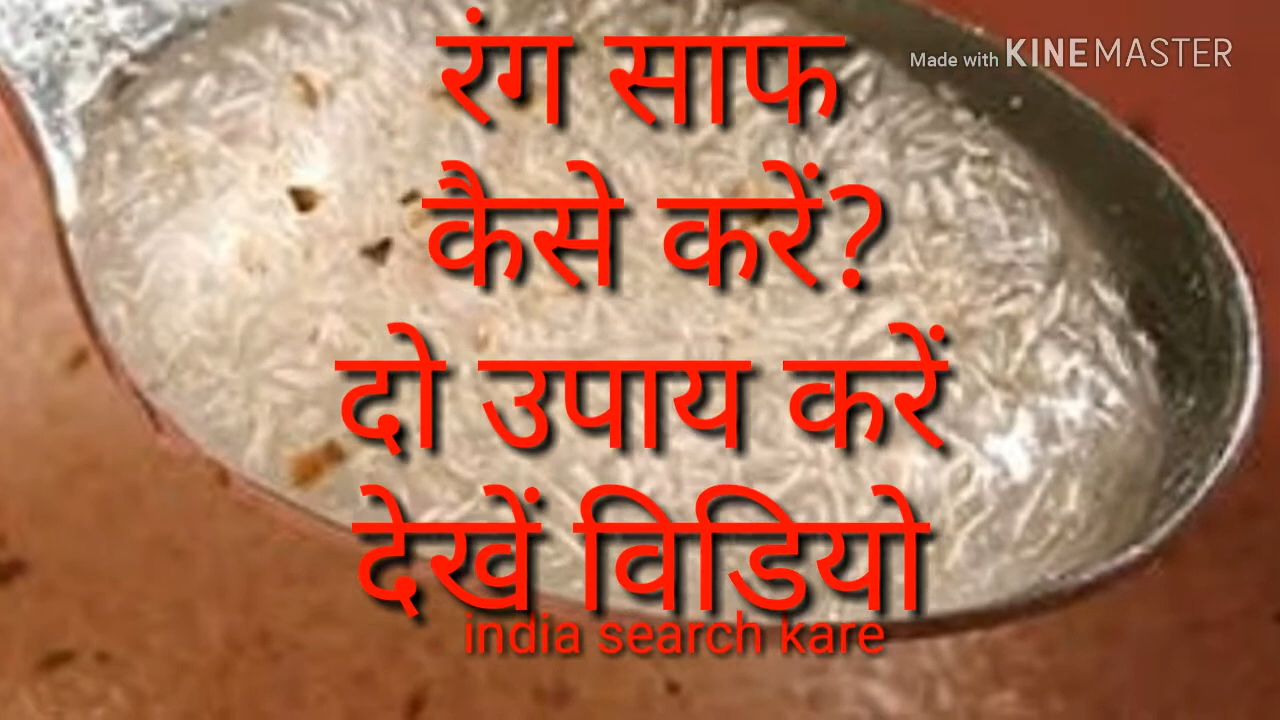 रंग साफ
Made with KINEMASTER
कैसे करें?
दो उपाय करें
देखें विडियो
india search kare